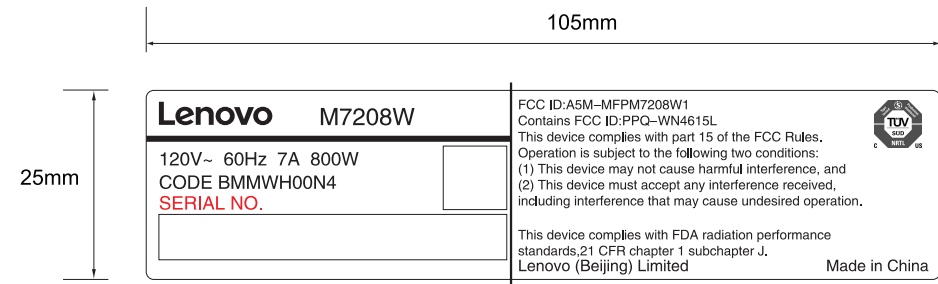 105mm
25mm
Lenovo M7208W
120V~ 60Hz 7A 800W
CODE BMMWH00N4
SERIAL NO.
FCC ID:A5M–MFPM7208W1
Contains FCC ID:PPQ–WN4615L
This device complies with part 15 of the FCC Rules.
Operation is subject to the following two conditions:
(1) This device may not cause harmful interference, and
(2) This device must accept any interference received,
including interference that may cause undesired operation.
This device complies with FDA radiation performance
standards,21 CFR chapter 1 subchapter J.
Lenovo (Beijing) Limited Made in China
TÜV
SUD
NRTL
C US